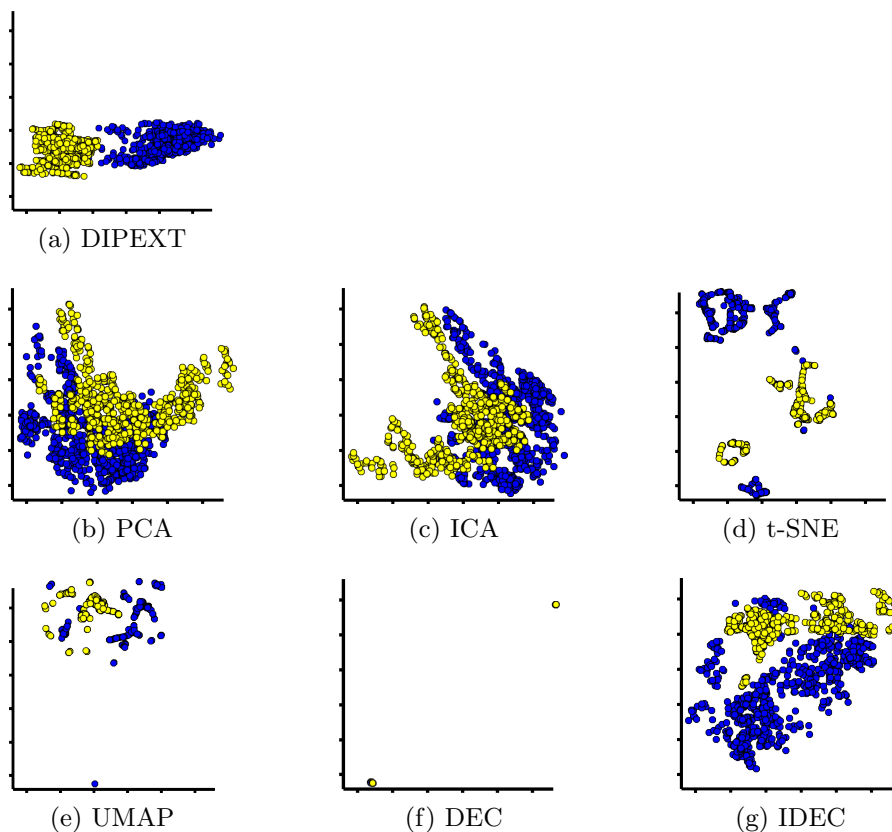 (a) DIPEXT
(b) PCA
(c) ICA
(d) t-SNE
(e) UMAP
(f) DEC
(g) IDEC